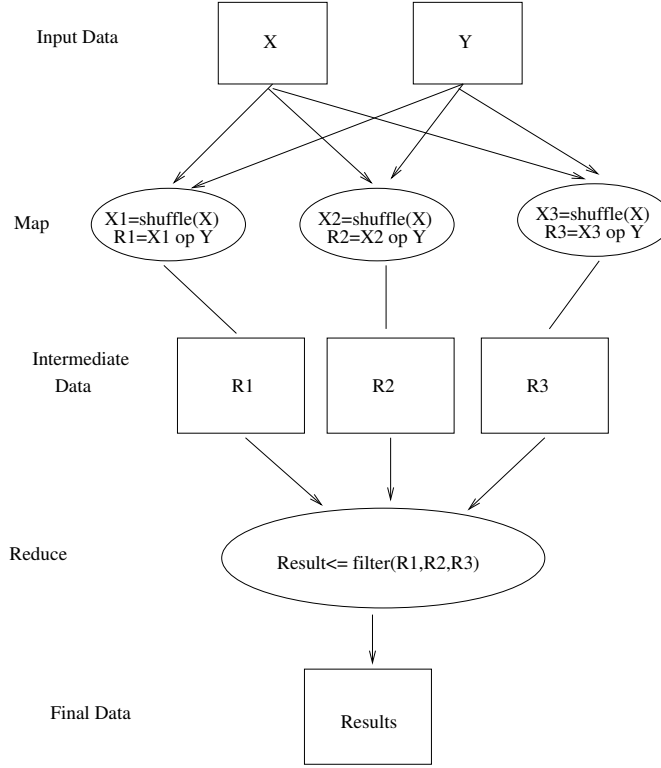 Input Data
X
Y
Map
X1=shuffle(X)
R1=X1 op Y
X2=shuffle(X)
R2=X2 op Y
X3=shuffle(X)
R3=X3 op Y
Intermediate
Data
R1
R2
R3
Reduce
Result<= filter(R1,R2,R3)
Final Data
Results